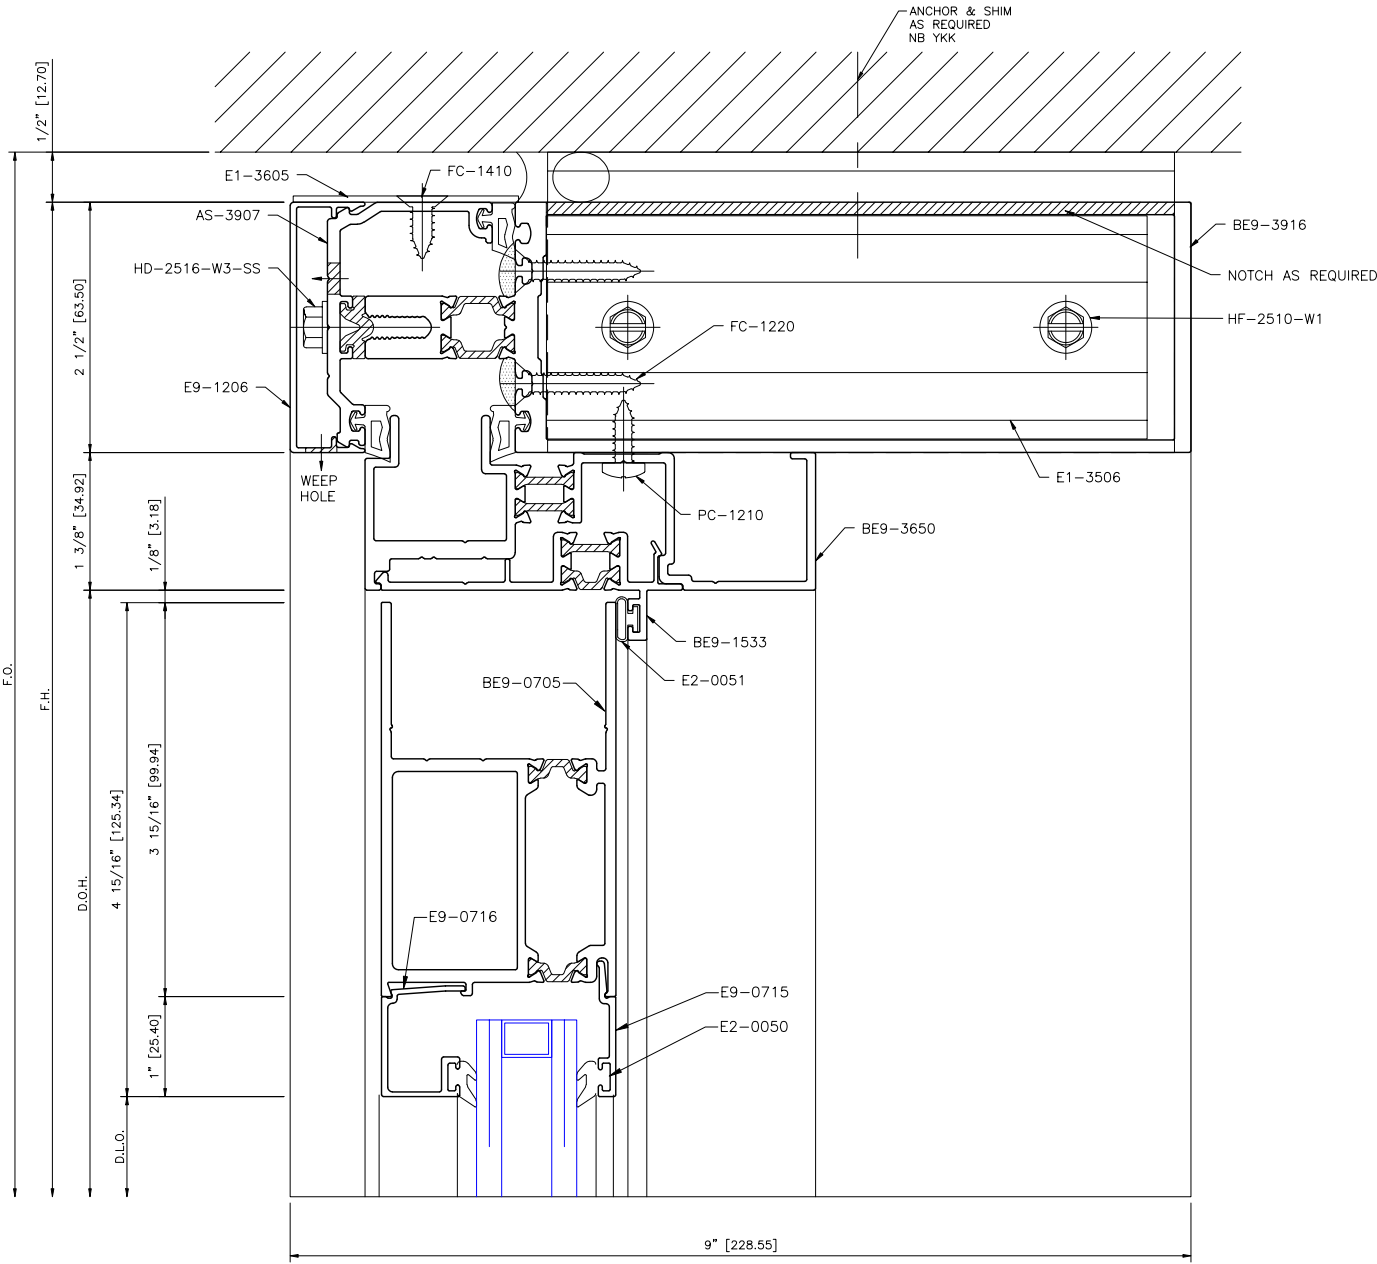 ANCHOR & SHIM
AS REQUIRED
NB YKK
1/2" [12.70]
E1-3605
FC-1410
AS-3907
BE9-3916
HD-2516-W3-SS
NOTCH AS REQUIRED
2 1/2" [63.50]
FC-1220
HF-2510-W1
E9-1206
WEEP
HOLE
E1-3506
1 3/8" [34.92]
1/8" [3.18]
PC-1210
BE9-3650
BE9-1533
F.O.
F.H.
BE9-0705
E2-0051
3 15/16" [99.94]
4 15/16" [125.34]
D.O.H.
E9-0716
E9-0715
E2-0050
1" [25.40]
D.L.O.
9" [228.55]